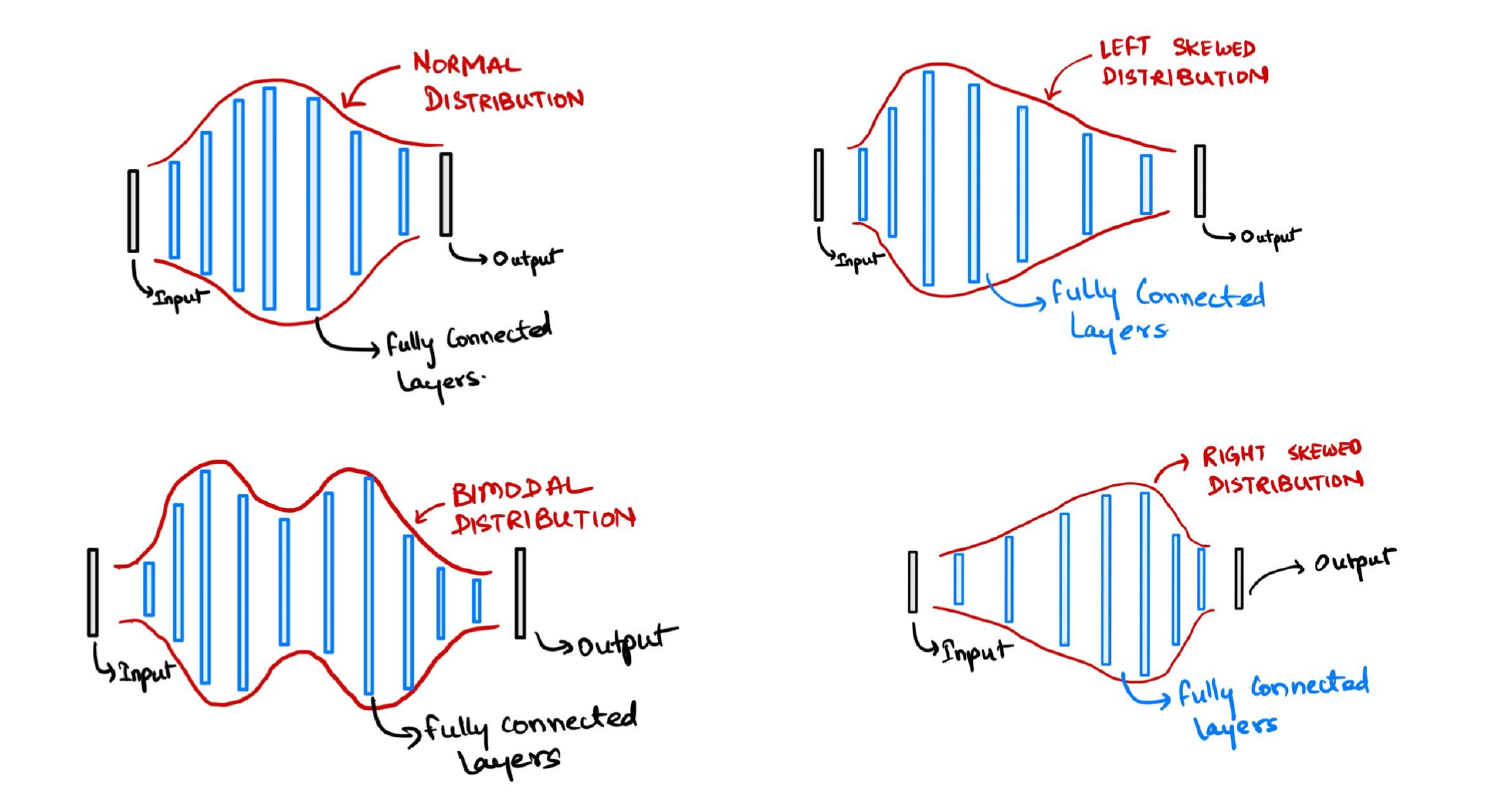 NORMAL
DISTRIBUTION
Input
Output
fully connected
Layers.
LEFT SKEWED
DISTRIBUTION
Input
Output
fully connected
Layers
BIMODAL
DISTRIBUTION
Input
Output
fully connected
Layers
RIGHT SKEWED
DISTRIBUTION
Output
Input
fully connected
layers